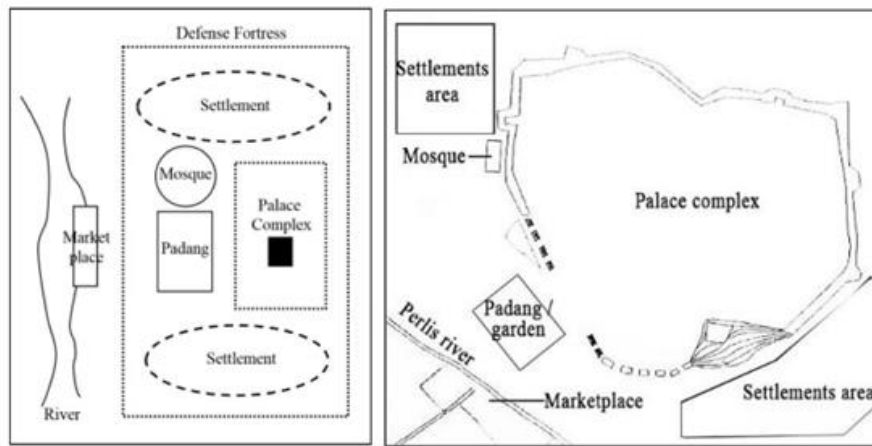 Defense Fortress
Settlement
Mosque
Palace
Complex
Market
place
Padang
Settlement
River
Settlements
area
Mosque
Palace complex
Padang
garden
Perlis river
Marketplace
Settlements area